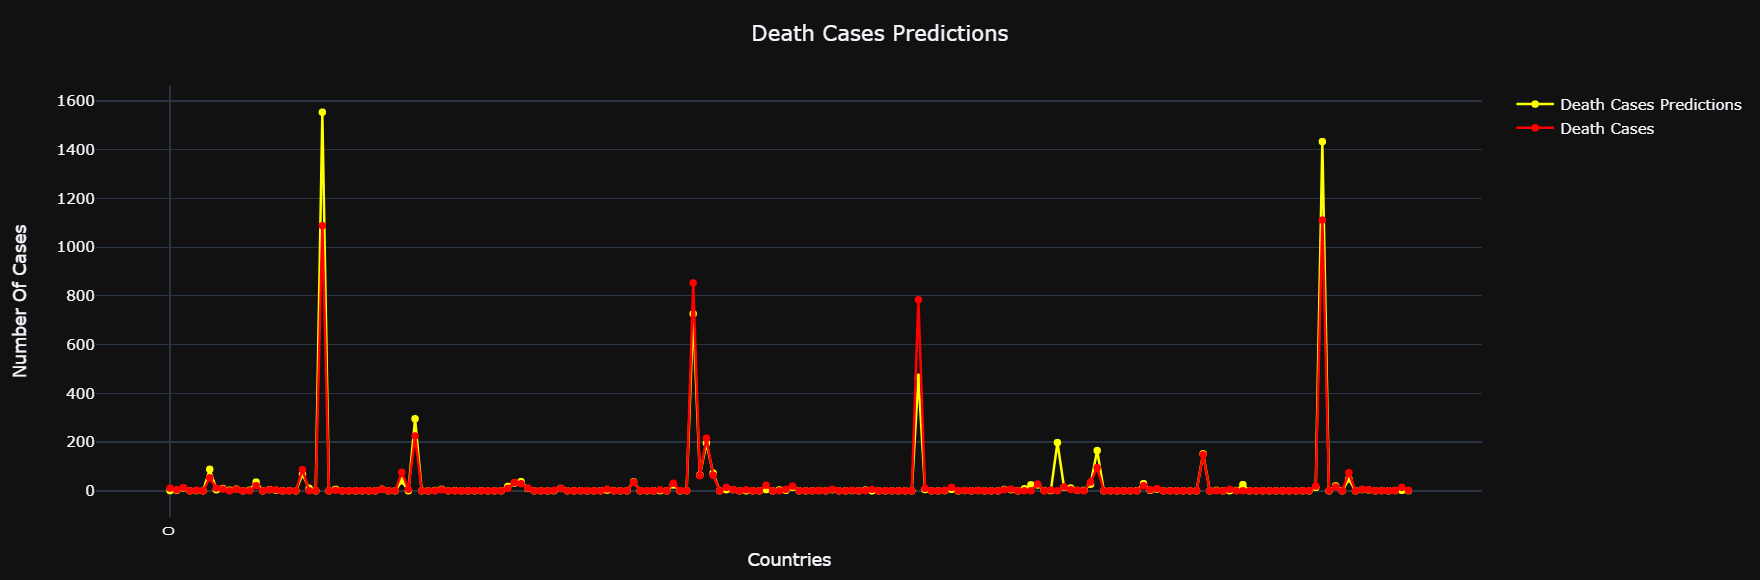 Death Cases Predictions
1600
1400
1200
1000
800
600
400
200
0
Number Of Cases
0
Countries
Death Cases Predictions
Death Cases